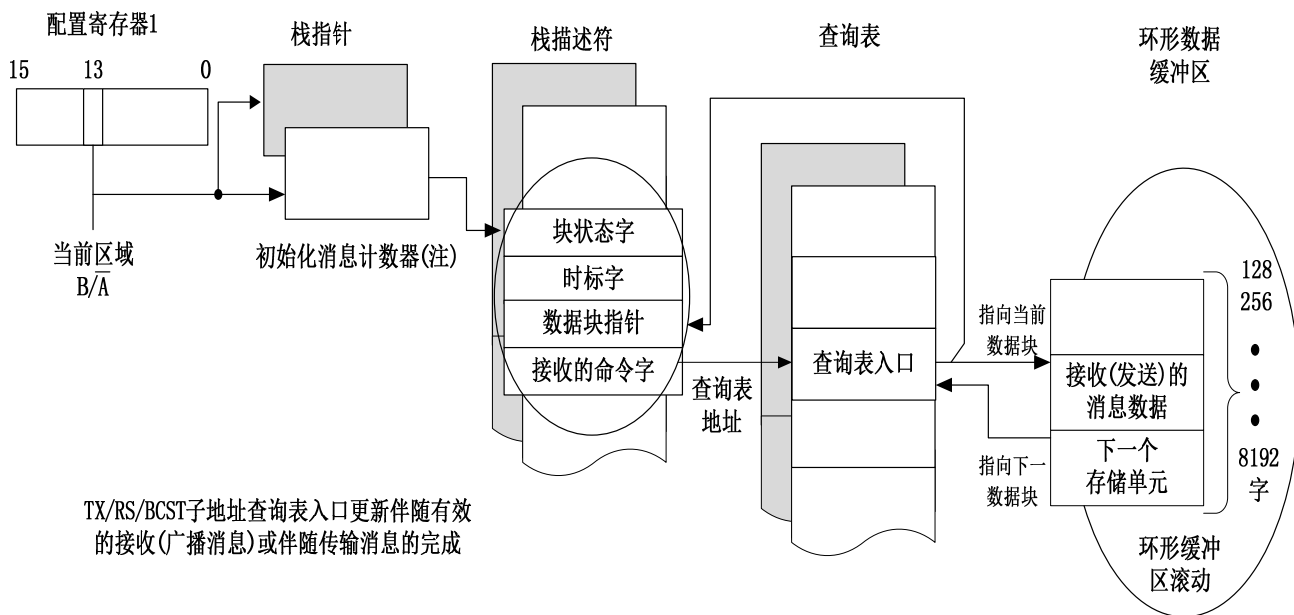 配置寄存器1
15 13 0
当前区域
B/A̅
栈指针
初始化消息计数器(注)
栈描述符
块状态字
时标字
数据块指针
接收的命令字
查询表
地址
查询表
查询表入口
指向当前
数据块
指向下一
数据块
环形数据
缓冲区
接收(发送)的
消息数据
下一个
存储单元
128
256
8192
字
环形缓冲
区滚动
TX/RS/BCST子地址查询表入口更新伴随有效
的接收(广播消息)或伴随传输消息的完成